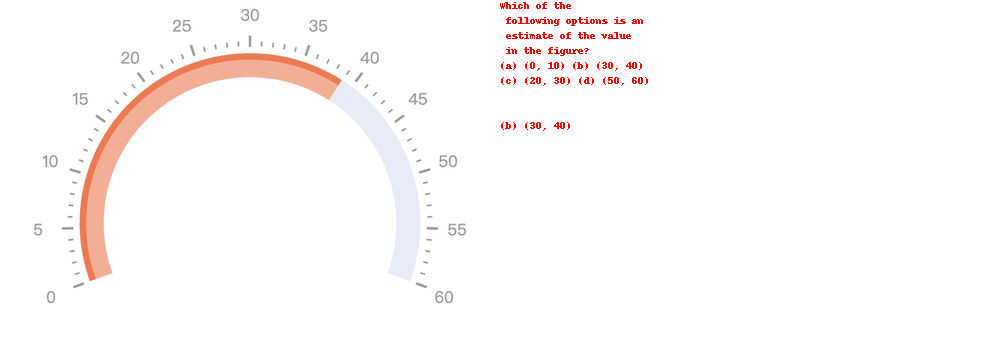 0
5
10
15
20
25
30
35
40
45
50
55
60
Which of the
following options is an
estimate of the value
in the figure?
(a) (0, 10) (b) (30, 40)
(c) (20, 30) (d) (50, 60)
(b) (30, 40)